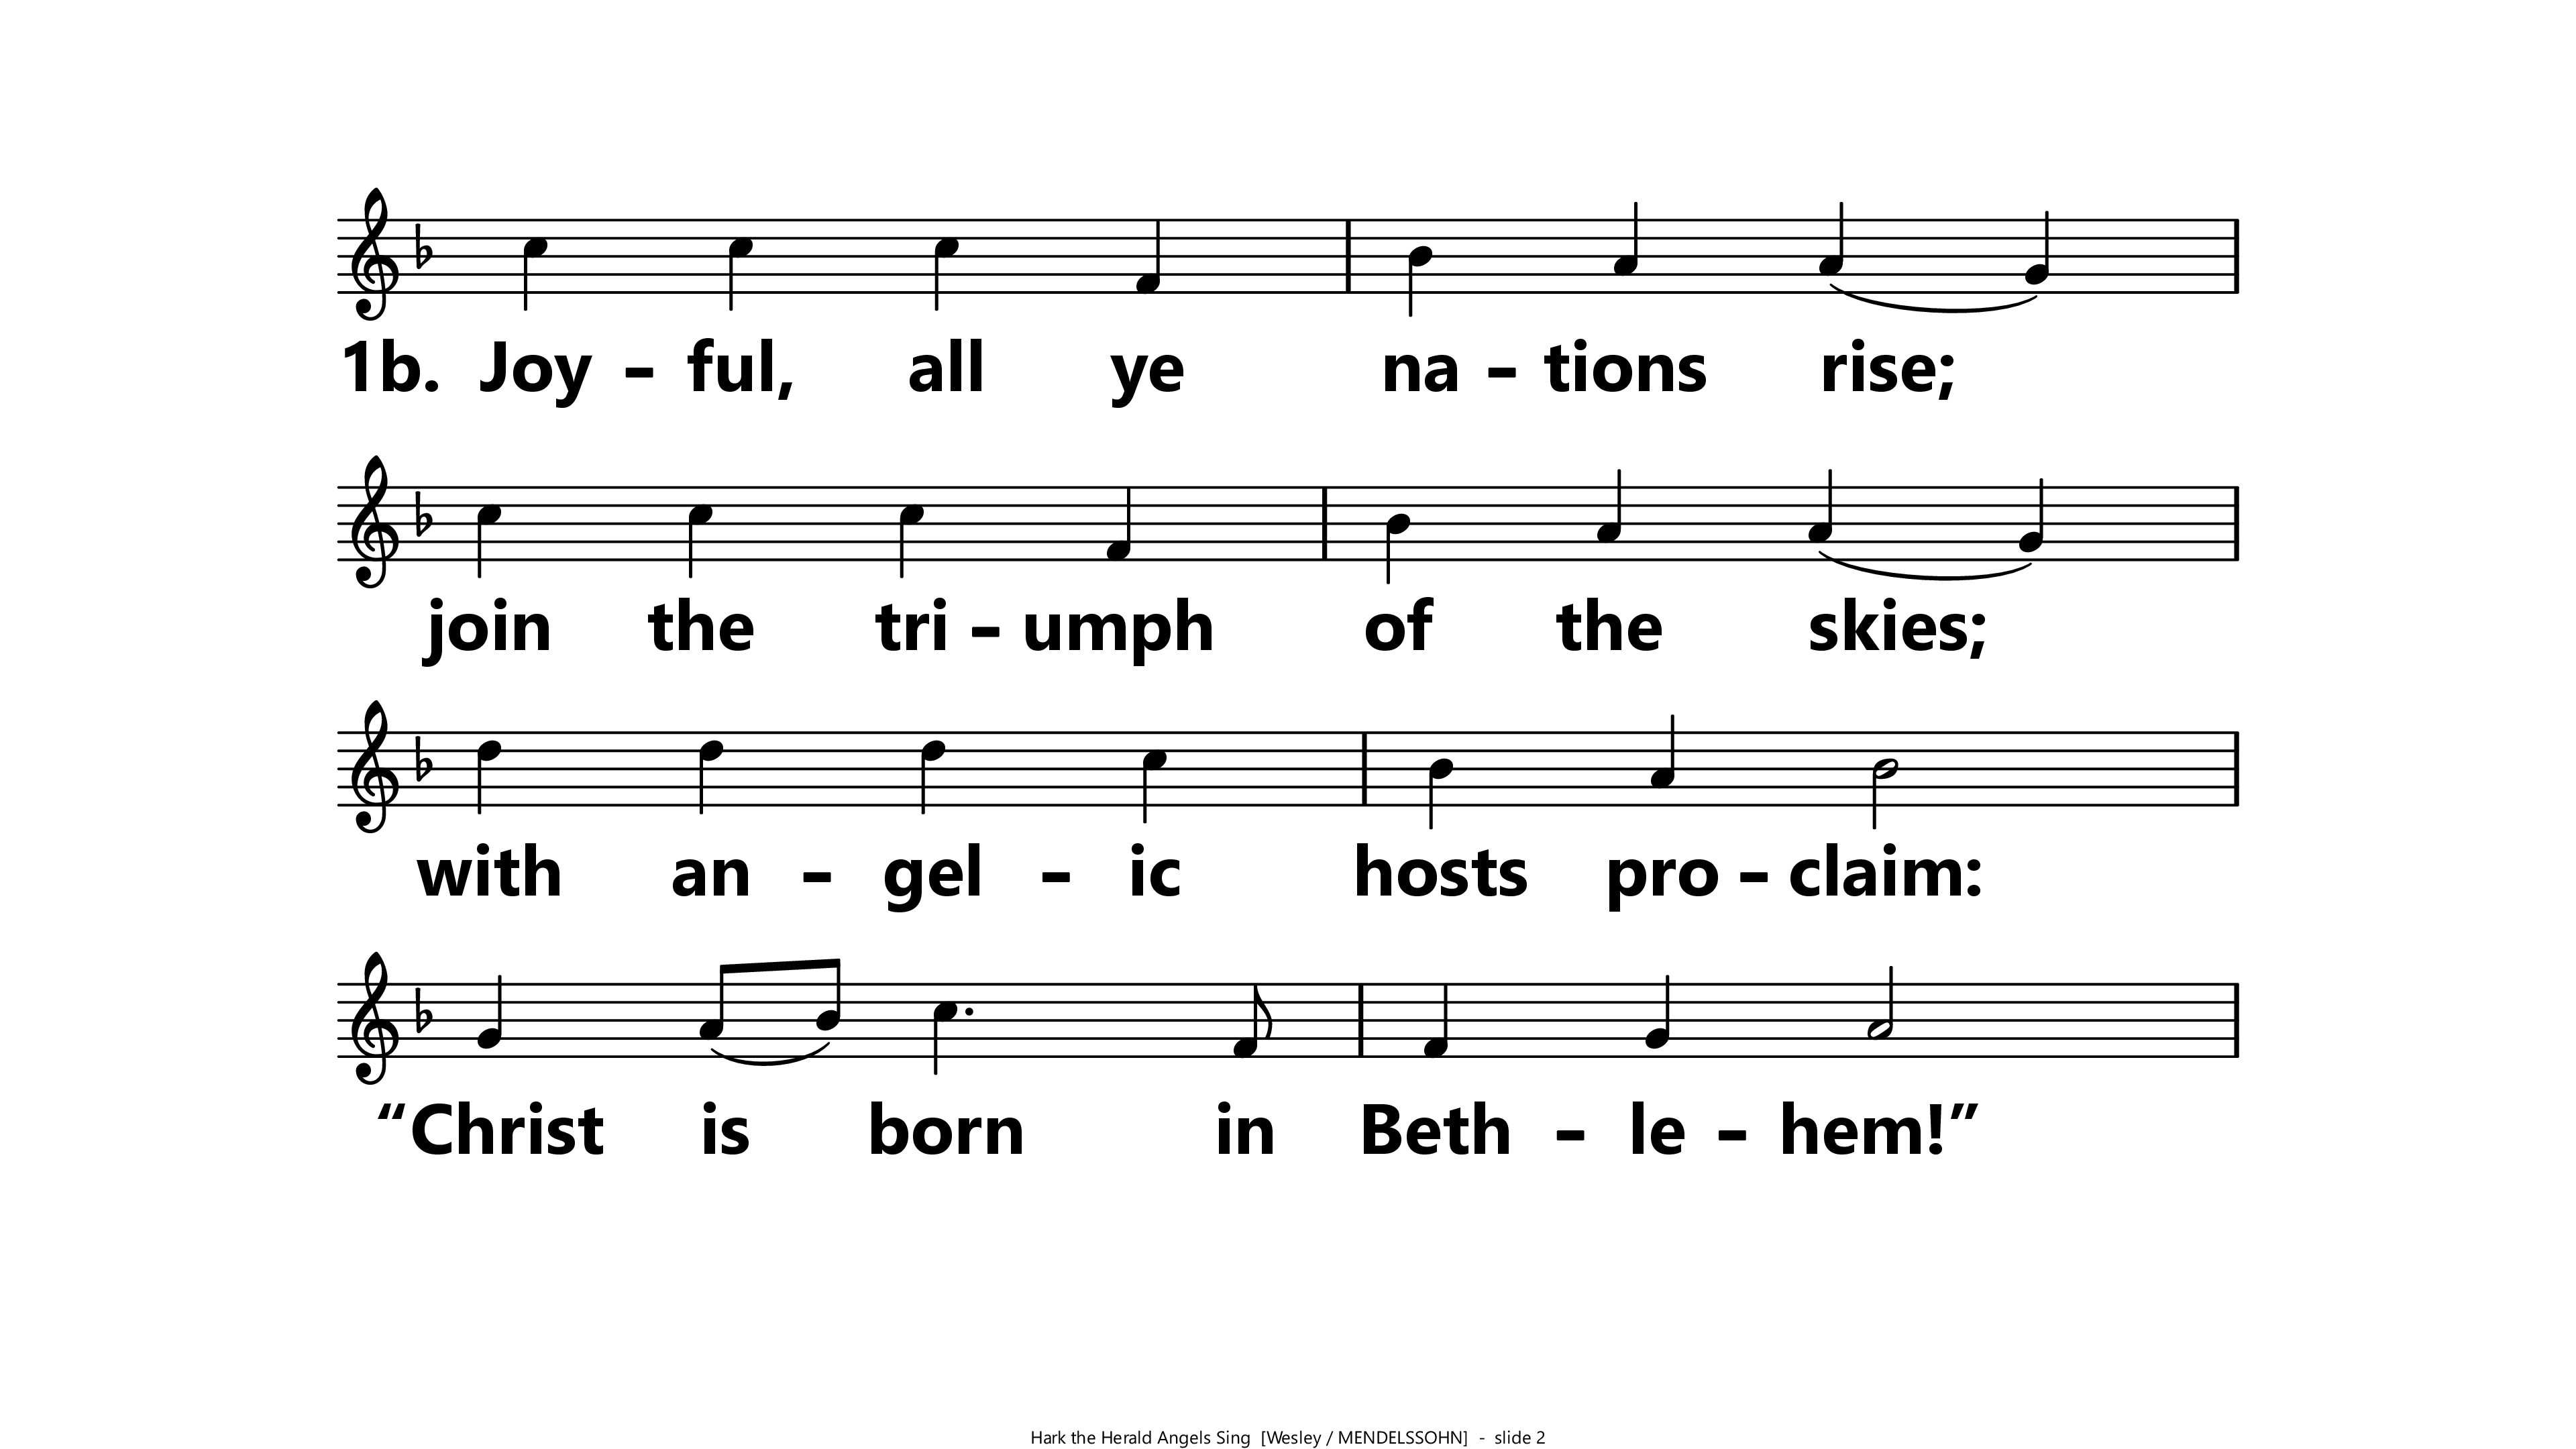 1b. Joy - ful, all ye na - tions rise;
join the tri - umph of the skies;
with an - gel - ic hosts pro - claim:
“Christ is born in Beth - le - hem!”
Hark the Herald Angels Sing [Wesley / MENDELSSOHN] - slide 2